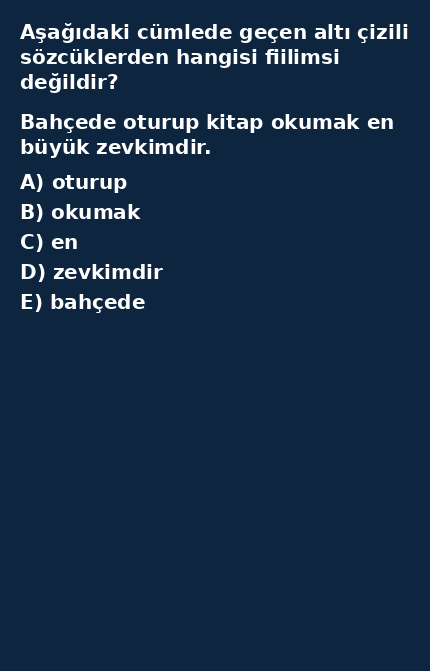 Aşağıdaki cümlede geçen altı çizili
sözcüklerden hangisi fiilimsi
değildir?
Bahçede oturup kitap okumak en
büyük zevkimdir.
A) oturup
B) okumak
C) en
D) zevkimdir
E) bahçede